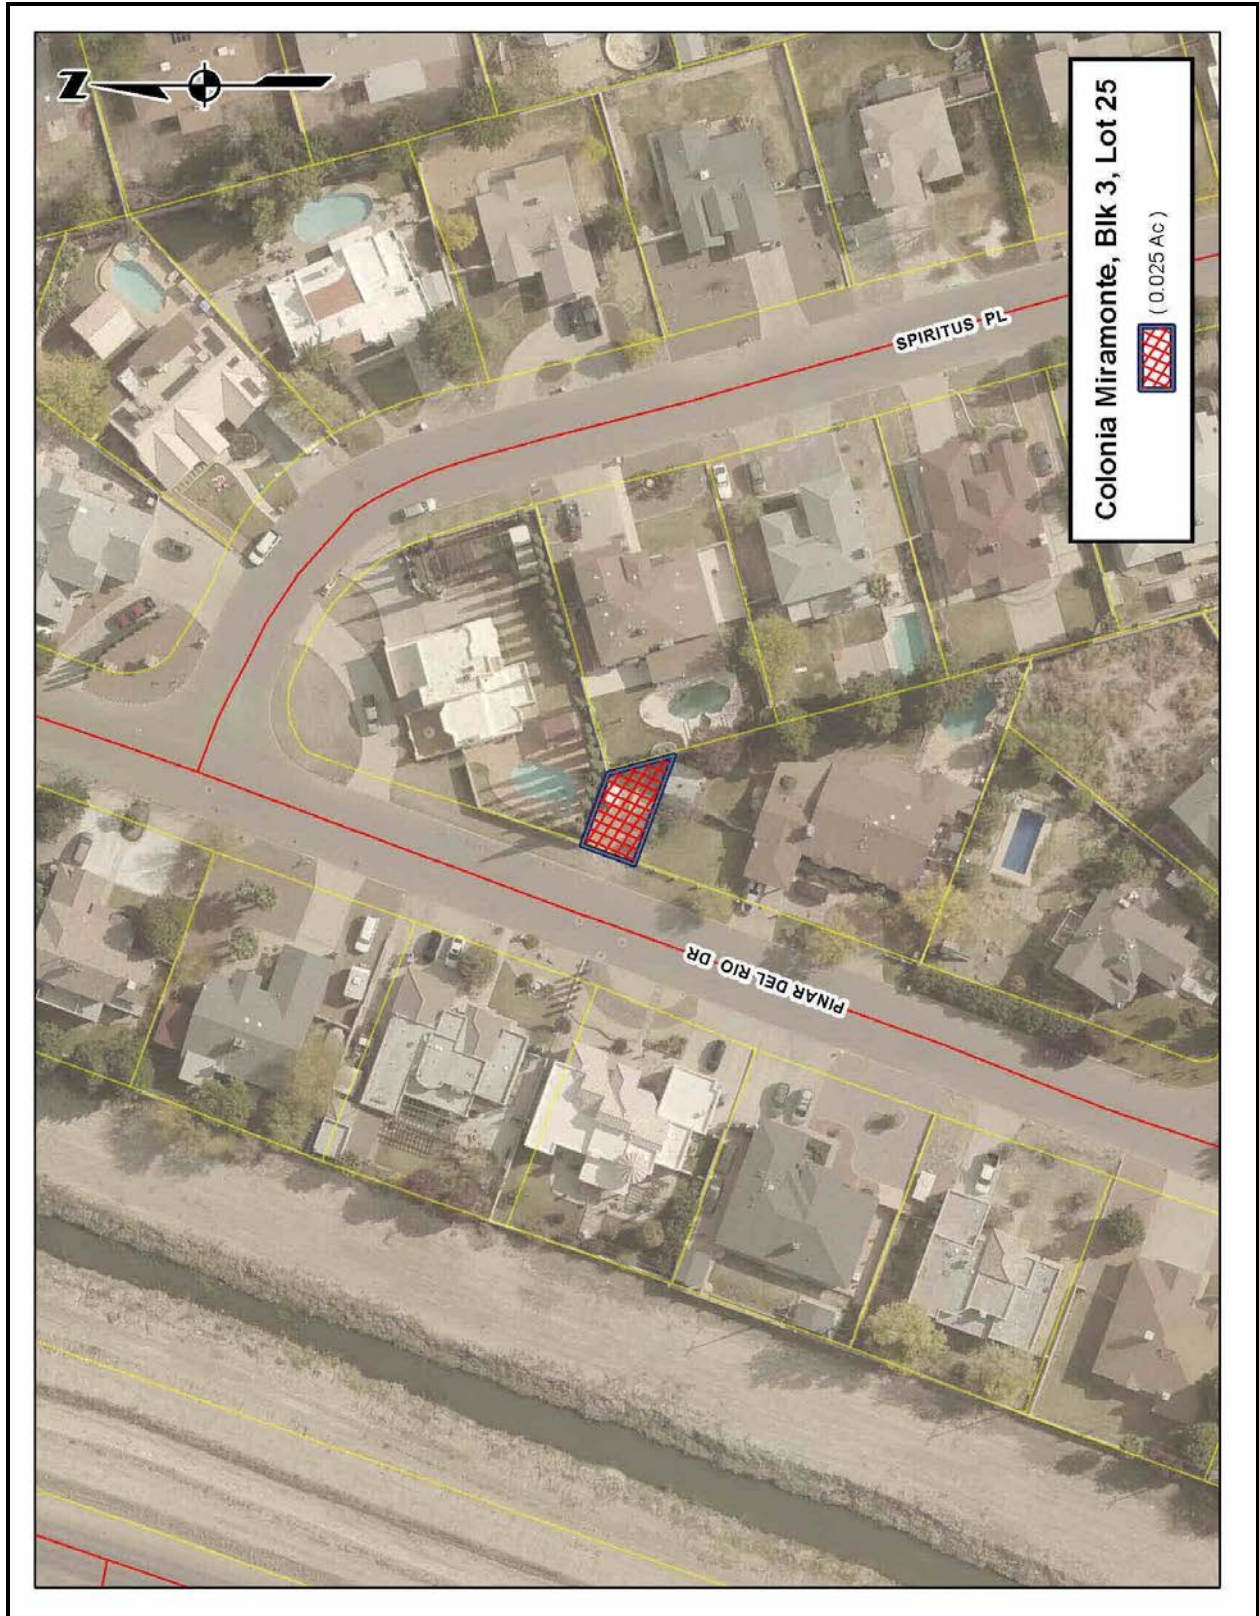 N
SPIRITUS PL
PINAR DEL RIO DR
Colonia Miramonte, Blk 3, Lot 25
( 0.025 Ac )